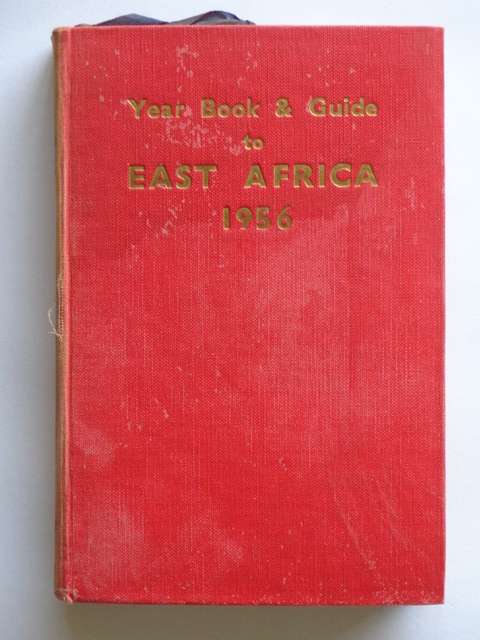 Year Book & Guide
to
EAST AFRICA
1956